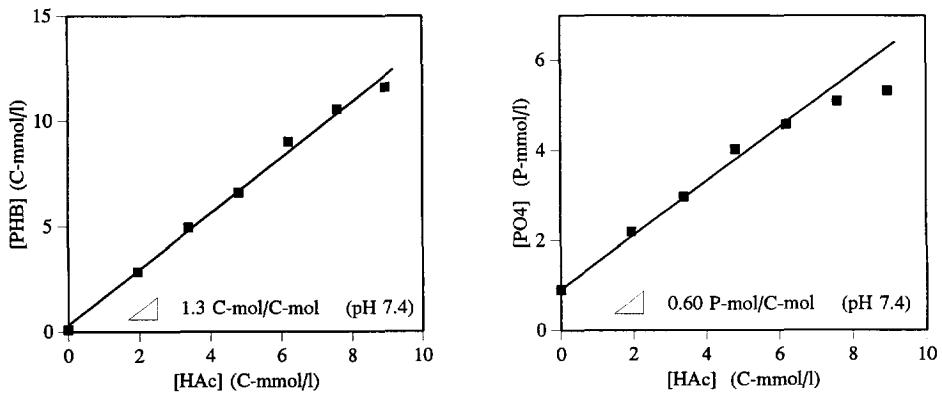 15
10
5
0
[PHB] (C-mmol/l)
1.3 C-mol/C-mol (pH 7.4)
0 2 4 6 8 10
[HAc] (C-mmol/l)
6
4
2
0
[PO4] (P-mmol/l)
0.60 P-mol/C-mol (pH 7.4)
0 2 4 6 8 10
[HAc] (C-mmol/l)